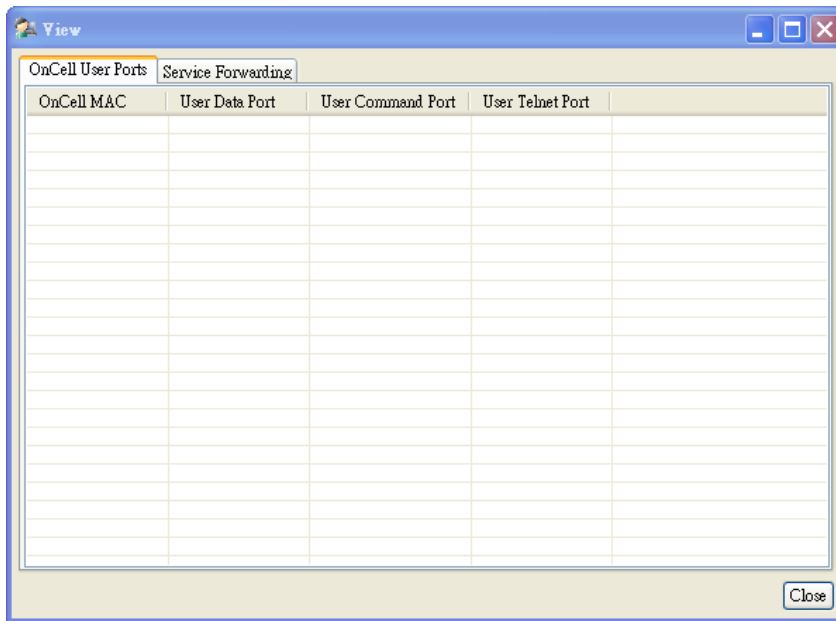 View
OnCell User Ports Service Forwarding
OnCell MAC User Data Port User Command Port User Telnet Port
Close